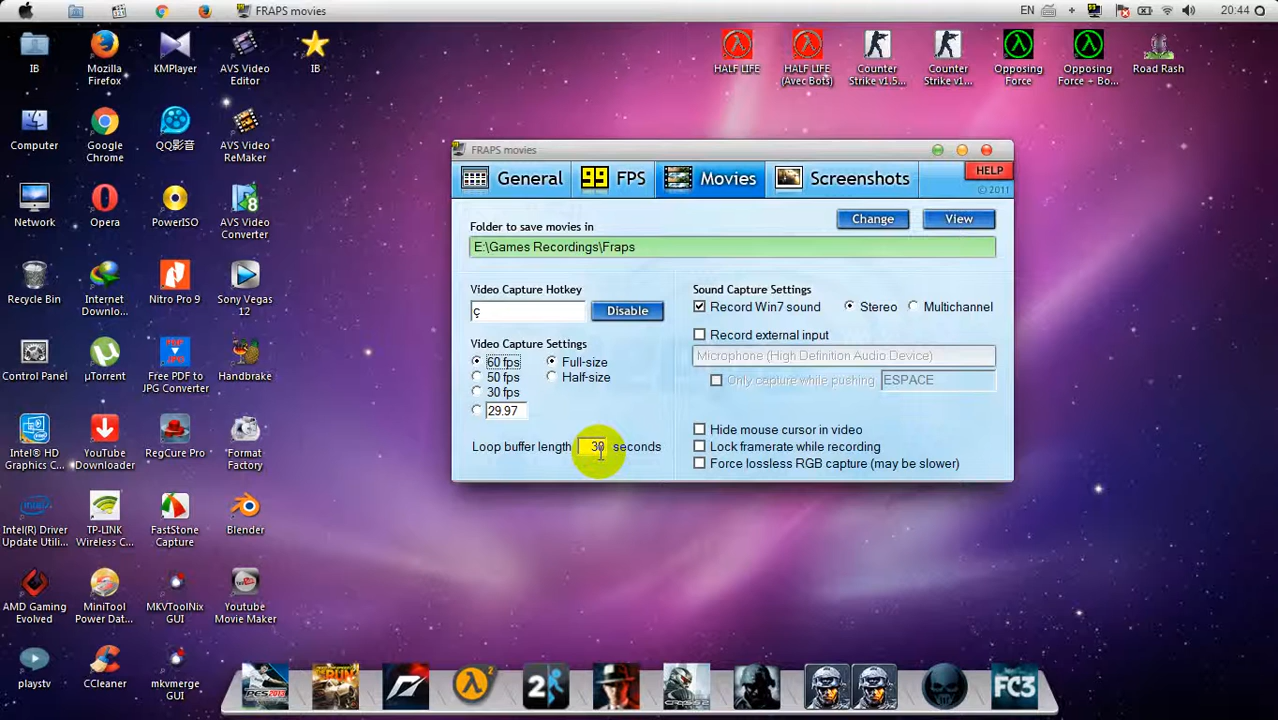 FRAPS movies
EN
20:44
IB
Mozilla
Firefox
KMPlayer
AVS Video
Editor
IB
HALF LIFE
HALF LIFE
(Avec Bots)
Counter
Strike v1.5...
Counter
Strike v1...
Opposing
Force
Opposing
Force + Bo...
Road Rash
Computer
Google
Chrome
QQ影音
AVS Video
ReMaker
Network
Opera
PowerISO
AVS Video
Converter
Recycle Bin
Internet
Downlo...
Nitro Pro 9
Sony Vegas
12
Control Panel
µTorrent
Free PDF to
JPG Converter
Handbrake
Intel® HD
Graphics C...
YouTube
Downloader
RegCure Pro
Format
Factory
Intel(R) Driver
Update Utili...
TP-LINK
Wireless C...
FastStone
Capture
Blender
AMD Gaming
Evolved
MiniTool
Power Dat...
MKVToolNix
GUI
Youtube
Movie Maker
playstv
CCleaner
mkvmerge
GUI
FRAPS movies
General
99 FPS
Movies
Screenshots
HELP
© 2011
Folder to save movies in
Change
View
E:\Games Recordings\Fraps
Video Capture Hotkey
ç
Disable
Video Capture Settings
60 fps
Full-size
50 fps
Half-size
30 fps
29.97
Loop buffer length 30 seconds
Sound Capture Settings
Record Win7 sound
Stereo
Multichannel
Record external input
Microphone (High Definition Audio Device)
Only capture while pushing
ESPACE
Hide mouse cursor in video
Lock framerate while recording
Force lossless RGB capture (may be slower)
PES2013
RUN
2
2
CRYSIS 2
FC3